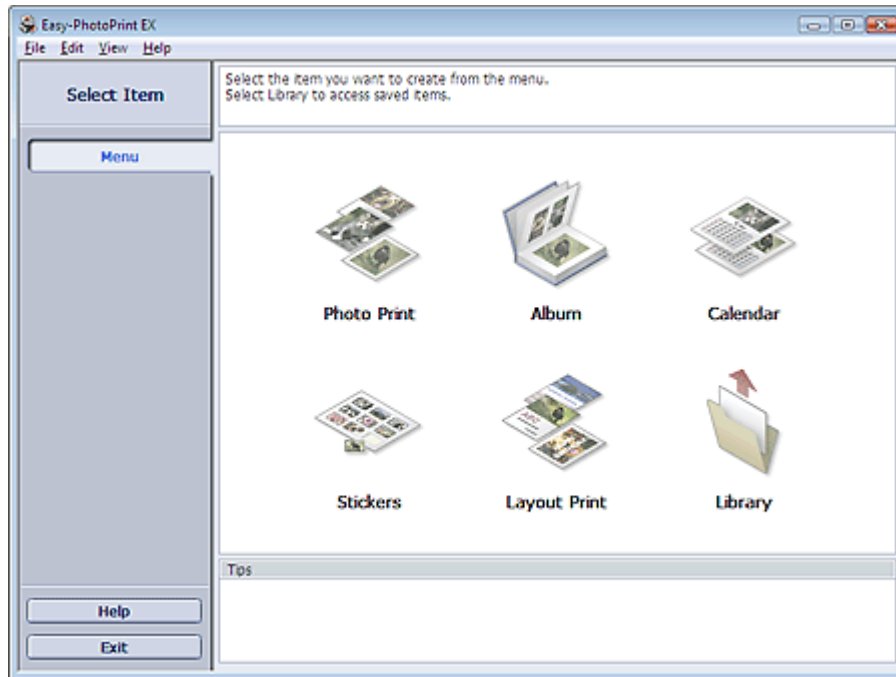 Easy-PhotoPrint EX
File Edit View Help
Select Item
Select the item you want to create from the menu.
Select Library to access saved items.
Menu
Photo Print
Album
Calendar
Stickers
Layout Print
Library
Tips
Help
Exit